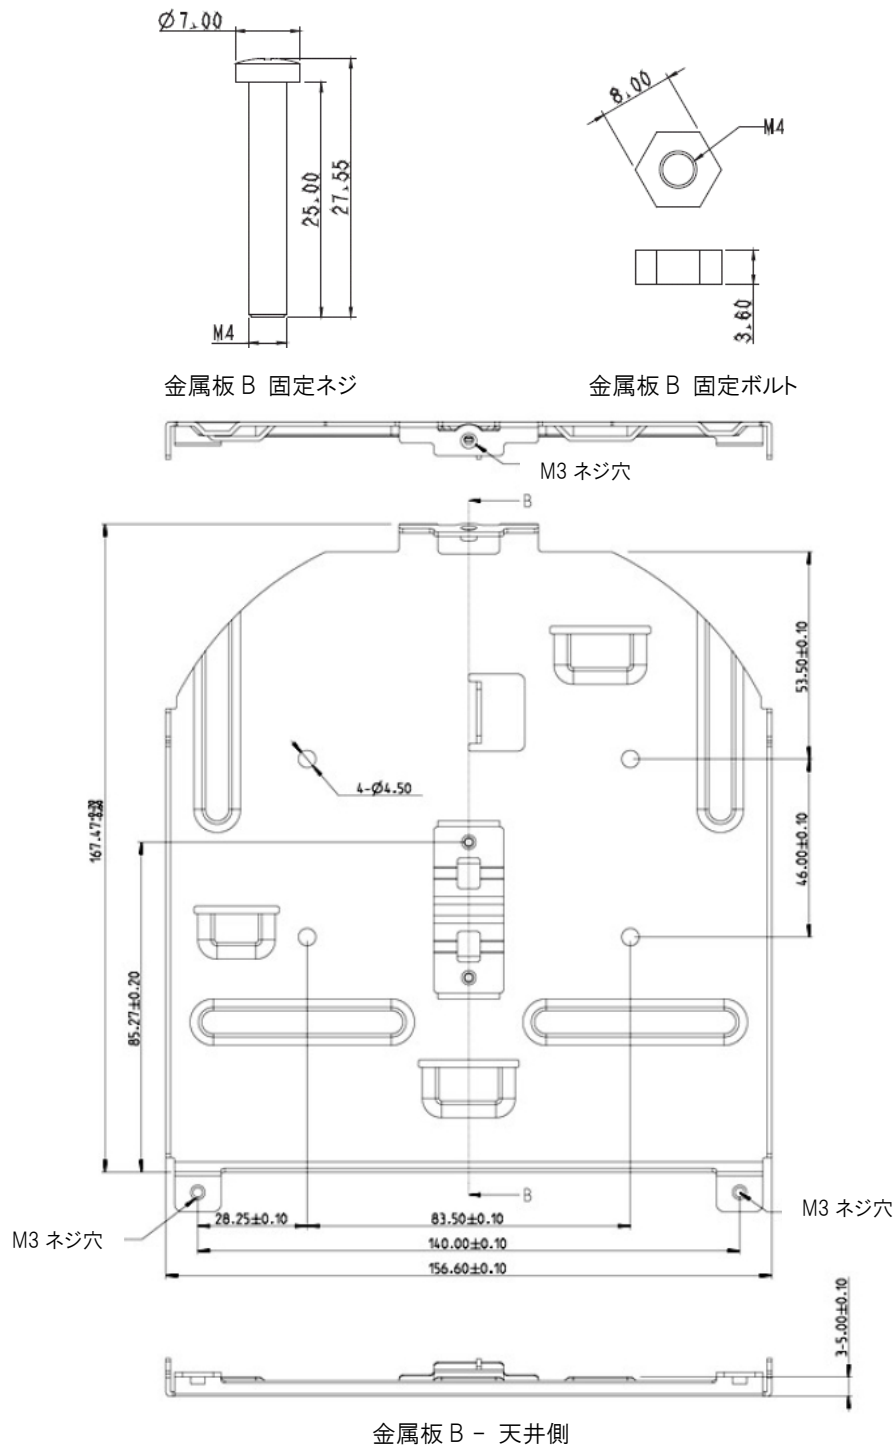 Ø7.00
25.00
27.55
M4
8.00
M4
3.60
金属板 B 固定ネジ
金属板 B 固定ボルト
M3 ネジ穴
B
53.50±0.10
4-Ø4.50
167.47
46.00±0.10
85.27±0.20
B
M3 ネジ穴
28.25±0.10
83.50±0.10
M3 ネジ穴
140.00±0.10
156.60±0.10
3-5.00±0.10
金属板 B - 天井側